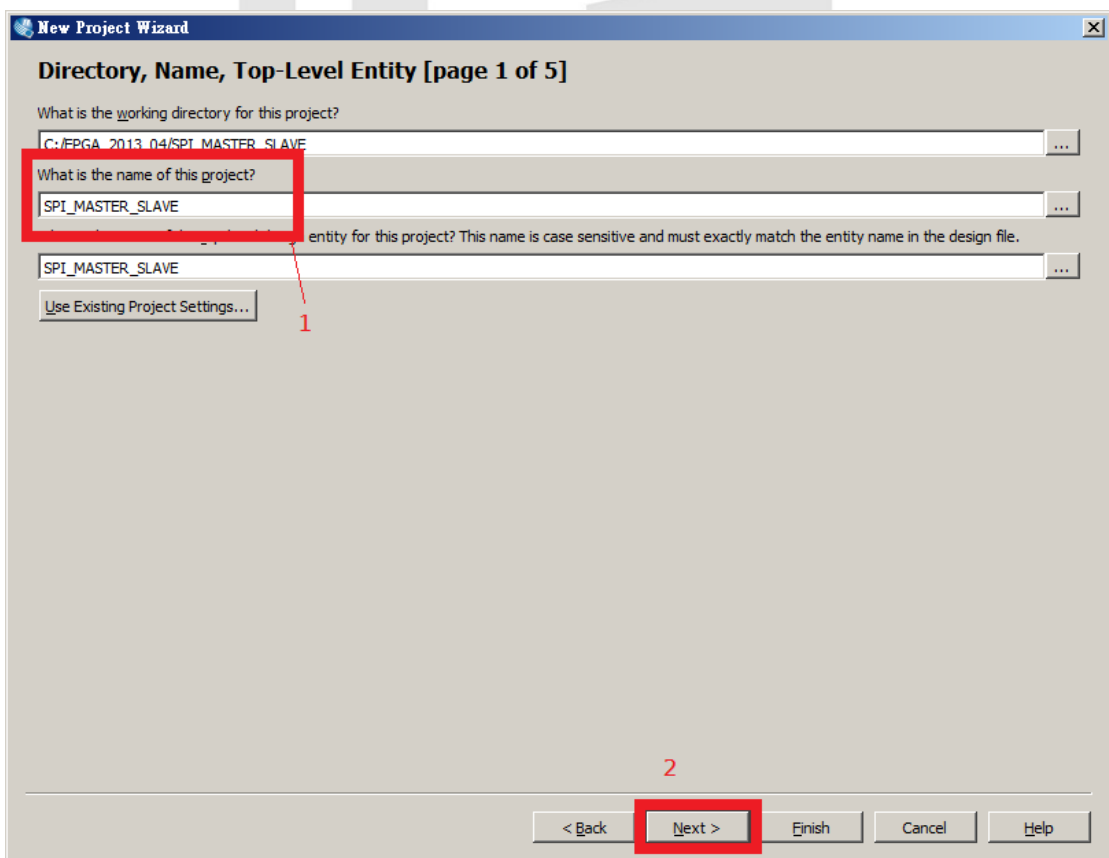 New Project Wizard
Directory, Name, Top-Level Entity [page 1 of 5]
What is the working directory for this project?
C:/FPGA_2013_04/SPI_MASTER_SLAVE
...
What is the name of this project?
SPI_MASTER_SLAVE
...
entity for this project? This name is case sensitive and must exactly match the entity name in the design file.
SPI_MASTER_SLAVE
...
Use Existing Project Settings...
1
2
< Back
Next >
Finish
Cancel
Help